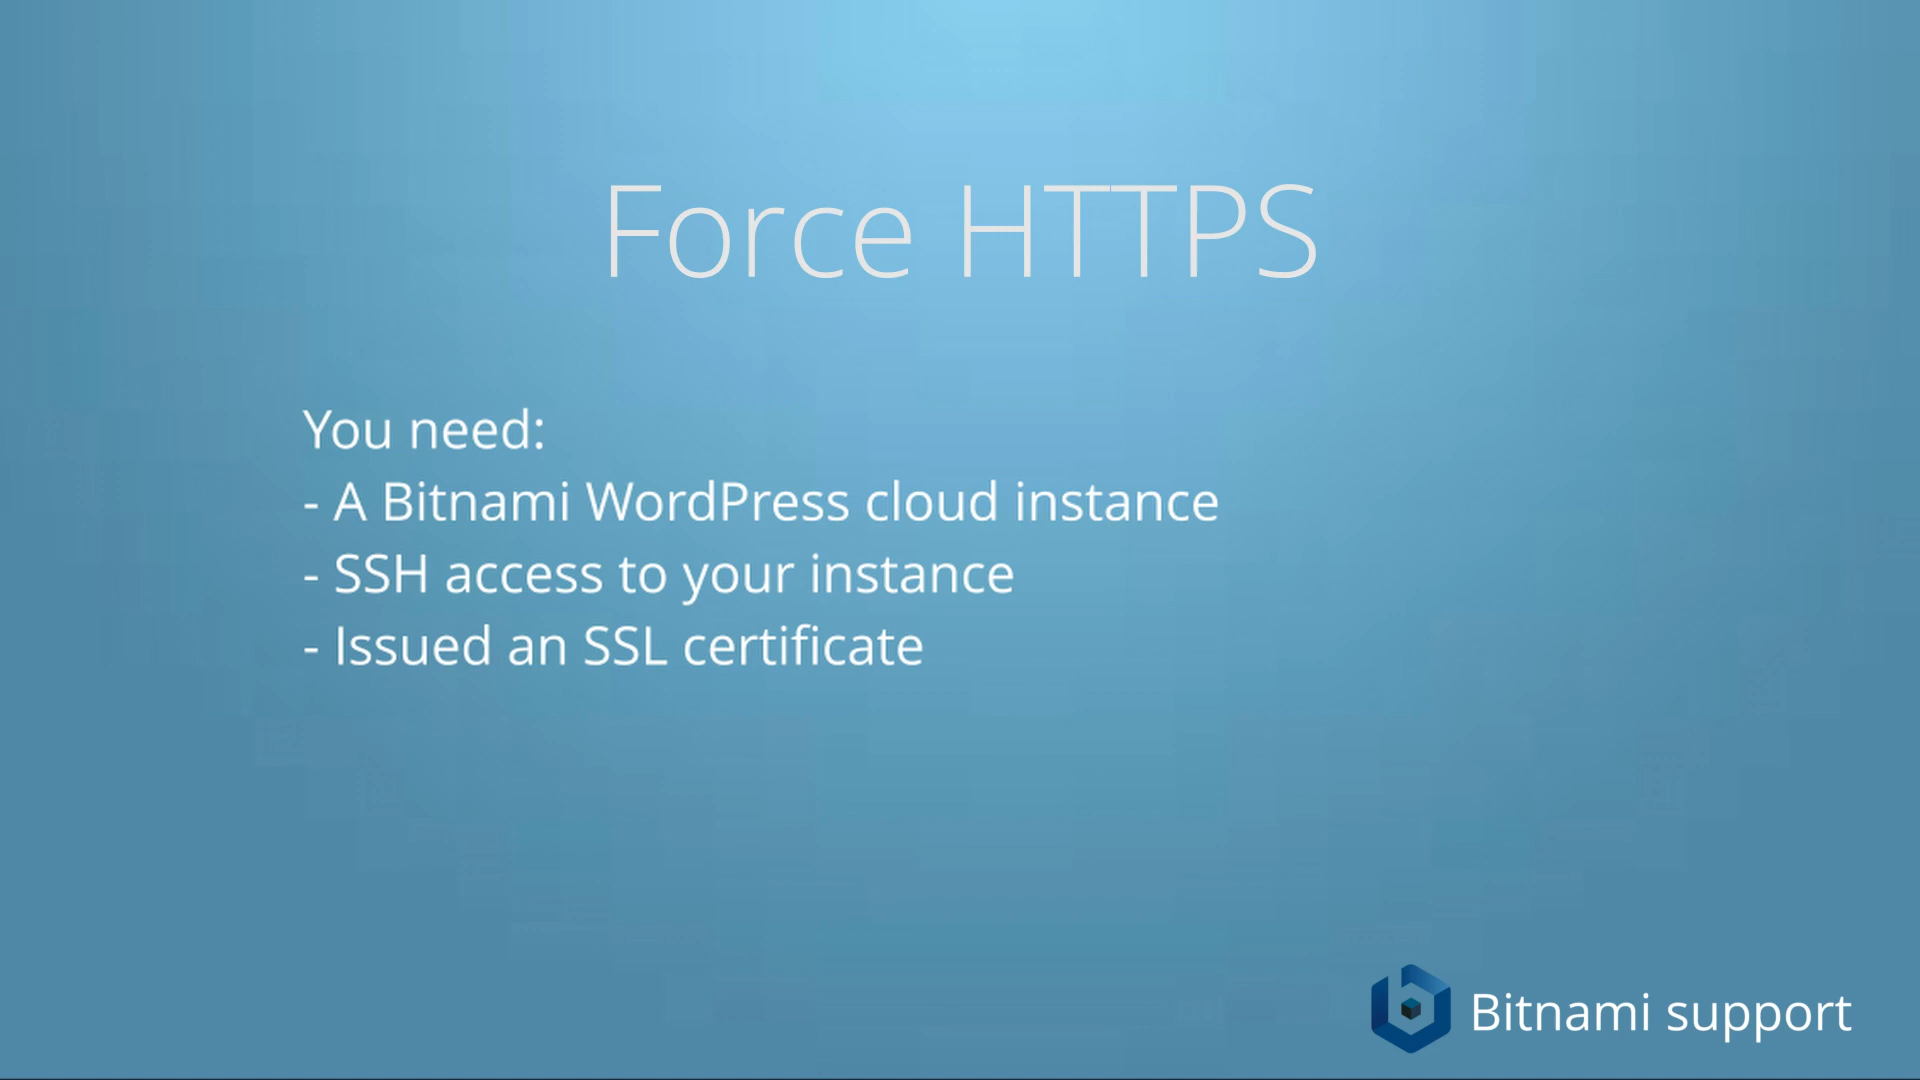 Force HTTPS
You need:
- A Bitnami WordPress cloud instance
- SSH access to your instance
- Issued an SSL certificate
Bitnami support